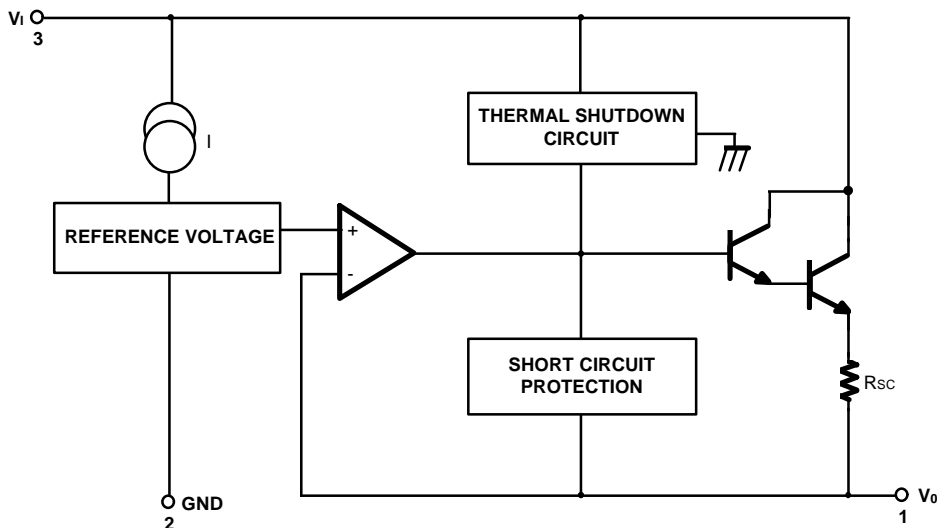 VI
3
THERMAL SHUTDOWN
CIRCUIT
I
REFERENCE VOLTAGE
+
-
SHORT CIRCUIT
PROTECTION
RSC
GND
2
V0
1